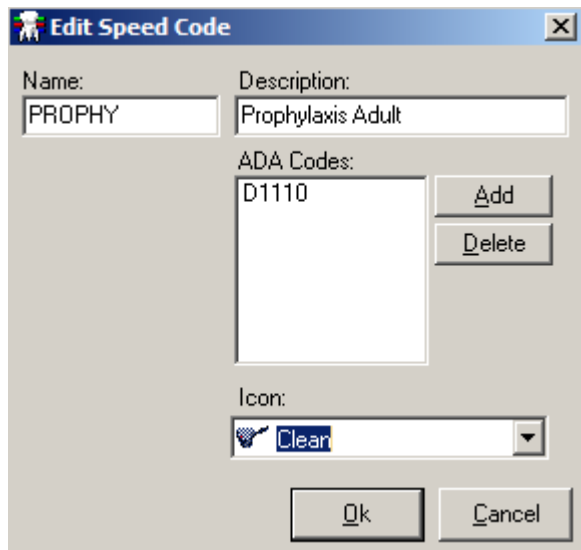 Edit Speed Code
Name:
Description:
PROPHY
Prophylaxis Adult
ADA Codes:
D1110
Add
Delete
Icon:
Clean
Ok
Cancel